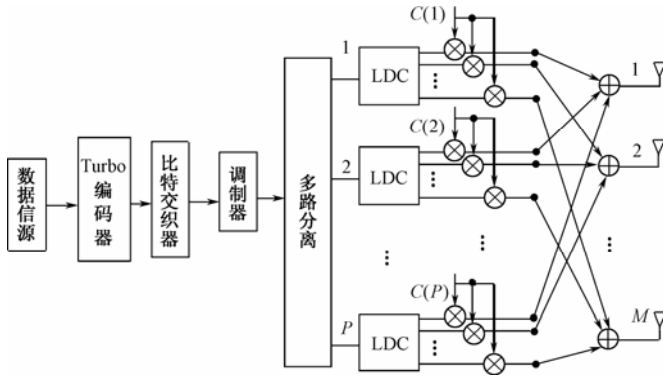 数据信源
Turbo
编码器
比特交织器
调制器
多路分离
1
LDC
C(1)
2
LDC
C(2)
P
LDC
C(P)
1
2
M